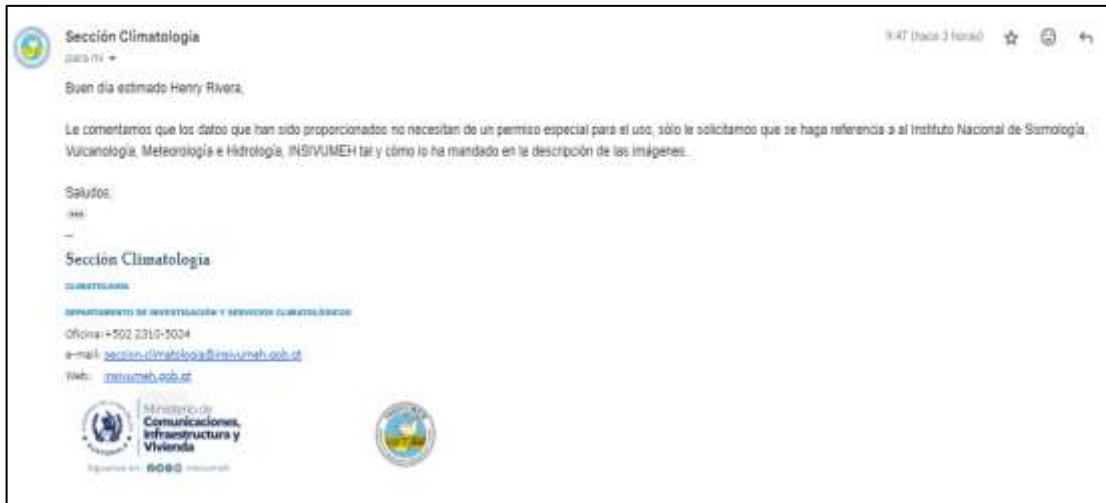 Sección Climatología
9:47 (hace 3 horas)
para mí
Buen día estimado Henry Rivera,
Le comentamos que los datos que han sido proporcionados no necesitan de un permiso especial para el uso, sólo le solicitamos que se haga referencia a al Instituto Nacional de Sismología,
Vulcanología, Meteorología e Hidrología, INSIVUMEH tal y cómo lo ha mandado en la descripción de las imágenes.
Saludos,
--
Sección Climatología
CLIMATOLOGÍA
DEPARTAMENTO DE INVESTIGACIÓN Y SERVICIOS CLIMATOLÓGICOS
Oficina: +502 2310-5024
e-mail: seccion.climatologia@insivumeh.gob.gt
Web: insivumeh.gob.gt
Ministerio de
Comunicaciones,
Infraestructura y
Vivienda
insivumeh